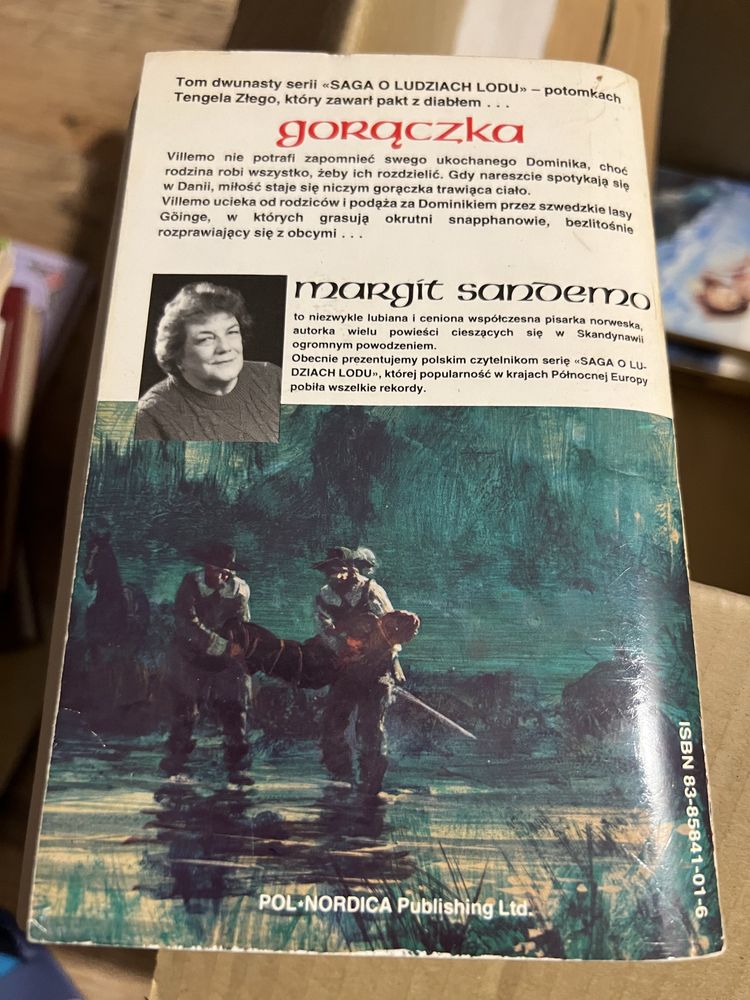 Tom dwunasty serii «SAGA O LUDZIACH LODU» – potomkach
Tengela Złego, który zawarł pakt z diabłem . . .
gorączka
Villemo nie potrafi zapomnieć swego ukochanego Dominika, choć
rodzina robi wszystko, żeby ich rozdzielić. Gdy nareszcie spotykają się
w Danii, miłość staje się niczym gorączka trawiąca ciało.
Villemo ucieka od rodziców i podąża za Dominikiem przez szwedzkie lasy
Göinge, w których grasują okrutni snapphanowie, bezlitośnie
rozprawiający się z obcymi . . .
margit sandemo
to niezwykle lubiana i ceniona współczesna pisarka norweska,
autorka wielu powieści cieszących się w Skandynawii
ogromnym powodzeniem.
Obecnie prezentujemy polskim czytelnikom serię «SAGA O LU-
DZIACH LODU», której popularność w krajach Północnej Europy
pobiła wszelkie rekordy.
ISBN 83-85841-01-6
POL•NORDICA Publishing Ltd.